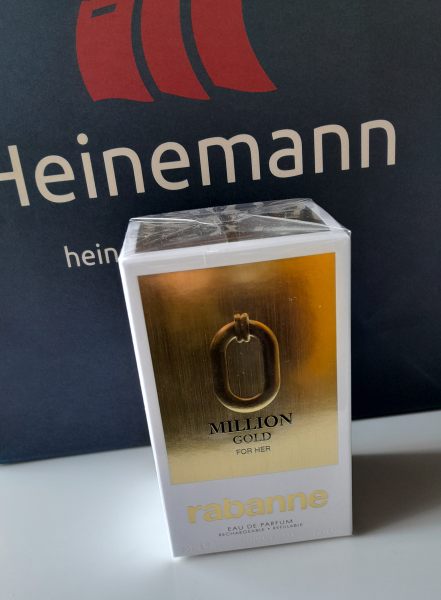 Heinemann
hein
MILLION
GOLD
FOR HER
rabanne
EAU DE PARFUM
RECHARGEABLE • REFILLABLE